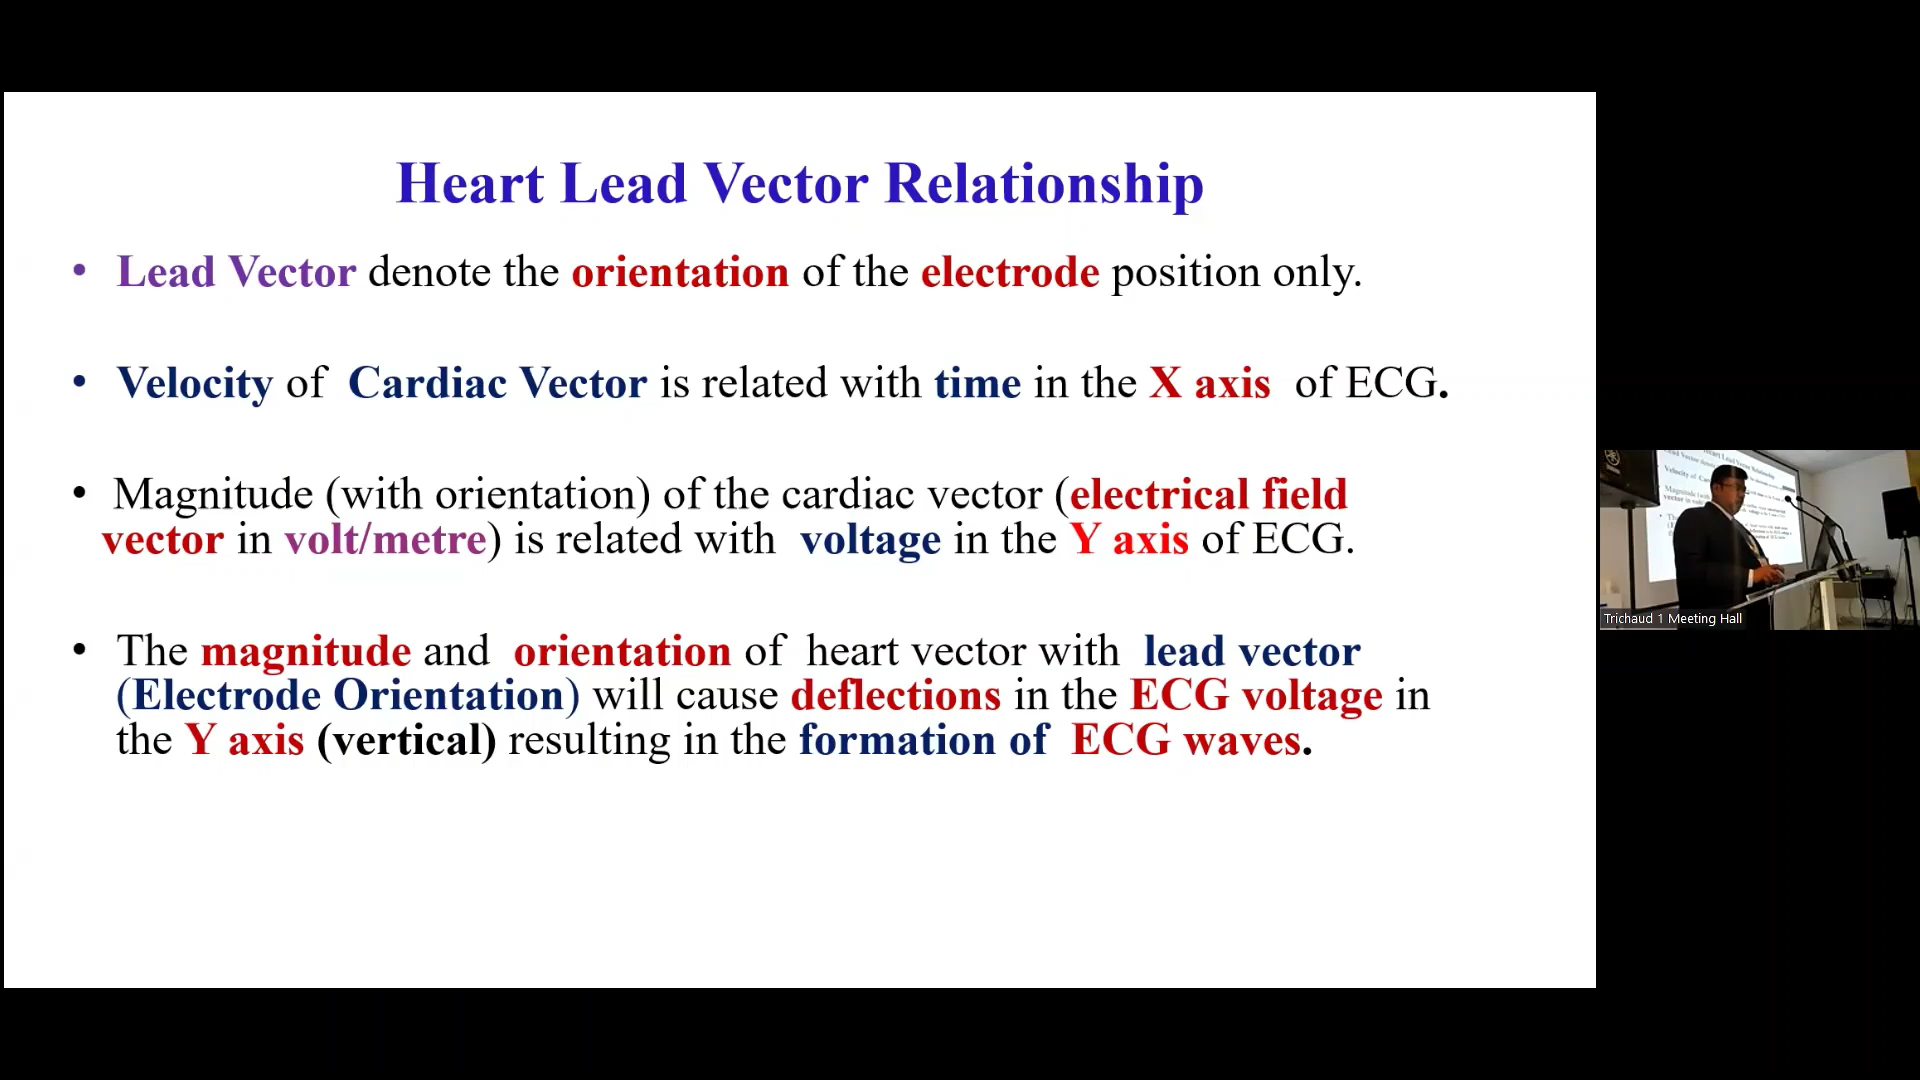 Heart Lead Vector Relationship
• Lead Vector denote the orientation of the electrode position only.
• Velocity of Cardiac Vector is related with time in the X axis of ECG.
• Magnitude (with orientation) of the cardiac vector (electrical field
vector in volt/metre) is related with voltage in the Y axis of ECG.
• The magnitude and orientation of heart vector with lead vector
(Electrode Orientation) will cause deflections in the ECG voltage in
the Y axis (vertical) resulting in the formation of ECG waves.
Trichaud 1 Meeting Hall